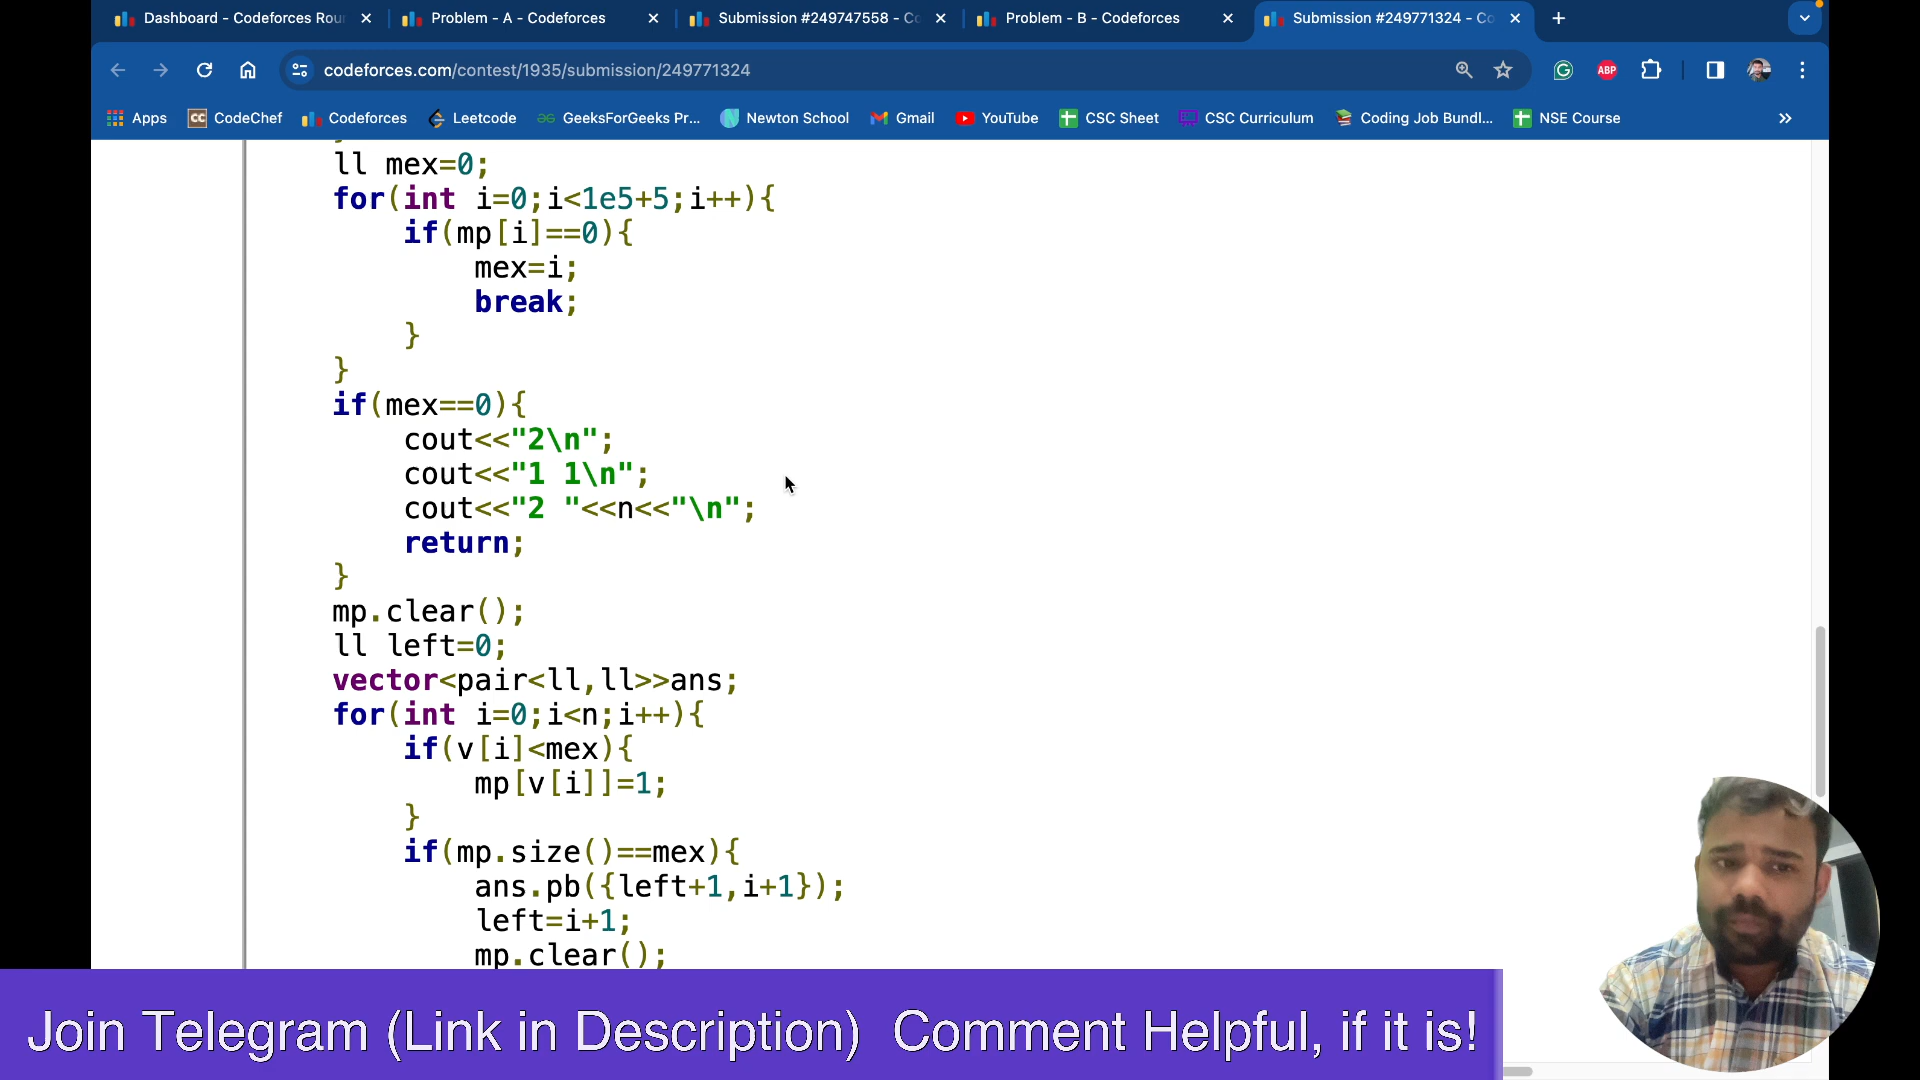 Dashboard - Codeforces Rou
Problem - A - Codeforces
Submission #249747558 - Co
Problem - B - Codeforces
Submission #249771324 - Co
codeforces.com/contest/1935/submission/249771324
ABP
Apps
CC CodeChef
Codeforces
Leetcode
GeeksForGeeks Pr...
Newton School
Gmail
YouTube
CSC Sheet
CSC Curriculum
Coding Job Bundl...
NSE Course
ll mex=0;
for(int i=0;i<1e5+5;i++){
if(mp[i]==0){
mex=i;
break;
}
}
if(mex==0){
cout<<"2\n";
cout<<"1 1\n";
cout<<"2 "<<n<<"\n";
return;
}
mp.clear();
ll left=0;
vector<pair<ll,ll>>ans;
for(int i=0;i<n;i++){
if(v[i]<mex){
mp[v[i]]=1;
}
if(mp.size()==mex){
ans.pb({left+1,i+1});
left=i+1;
mp.clear();
Join Telegram (Link in Description) Comment Helpful, if it is!